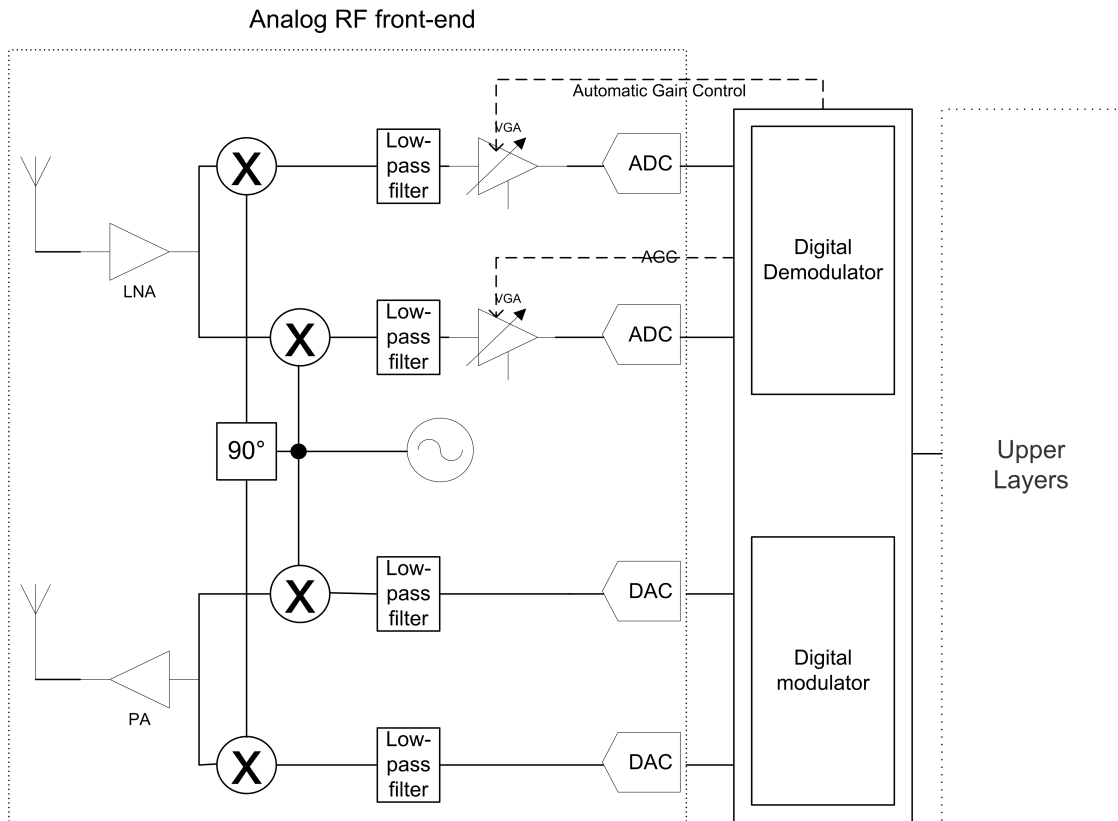 Analog RF front-end
Automatic Gain Control
VGA
X
Low-
pass
filter
ADC
LNA
Digital
Demodulator
AGC
VGA
X
Low-
pass
filter
ADC
90°
Upper
Layers
X
Low-
pass
filter
DAC
PA
Digital
modulator
X
Low-
pass
filter
DAC